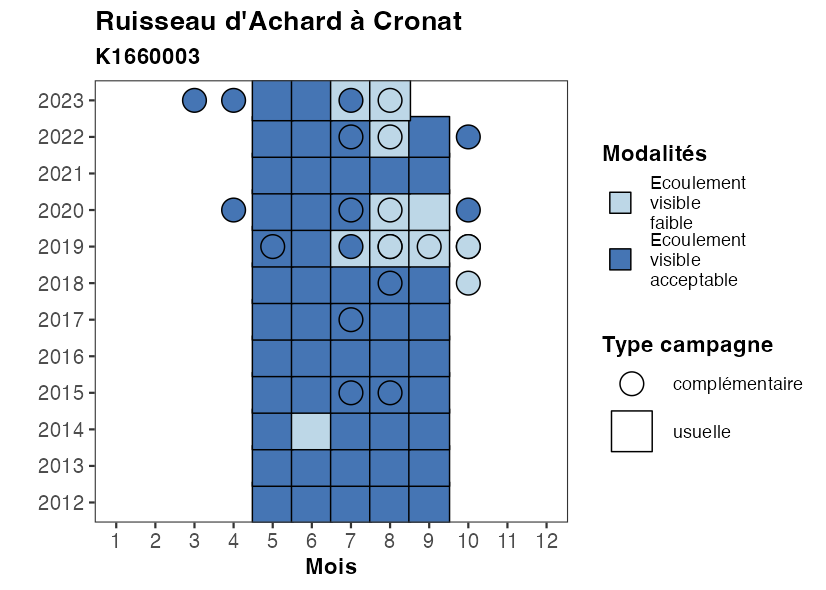 Ruisseau d'Achard à Cronat
K1660003
2023
2022
2021
2020
2019
2018
2017
2016
2015
2014
2013
2012
1 2 3 4 5 6 7 8 9 10 11 12
Mois
Modalités
Ecoulement
visible
faible
Ecoulement
visible
acceptable
Type campagne
complémentaire
usuelle